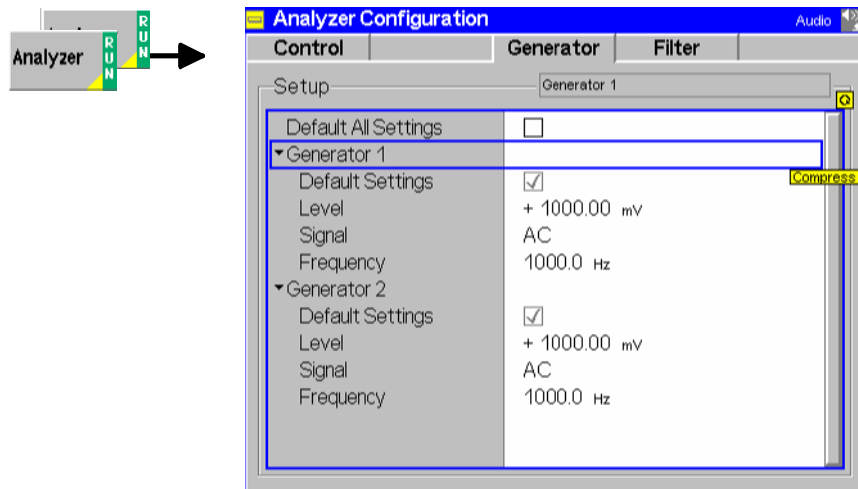 RUN
Analyzer RUN
Analyzer Configuration Audio
Control Generator Filter
Setup Generator 1
Default All Settings
Generator 1
Compress
Default Settings
Level + 1000.00 mV
Signal AC
Frequency 1000.0 Hz
Generator 2
Default Settings
Level + 1000.00 mV
Signal AC
Frequency 1000.0 Hz